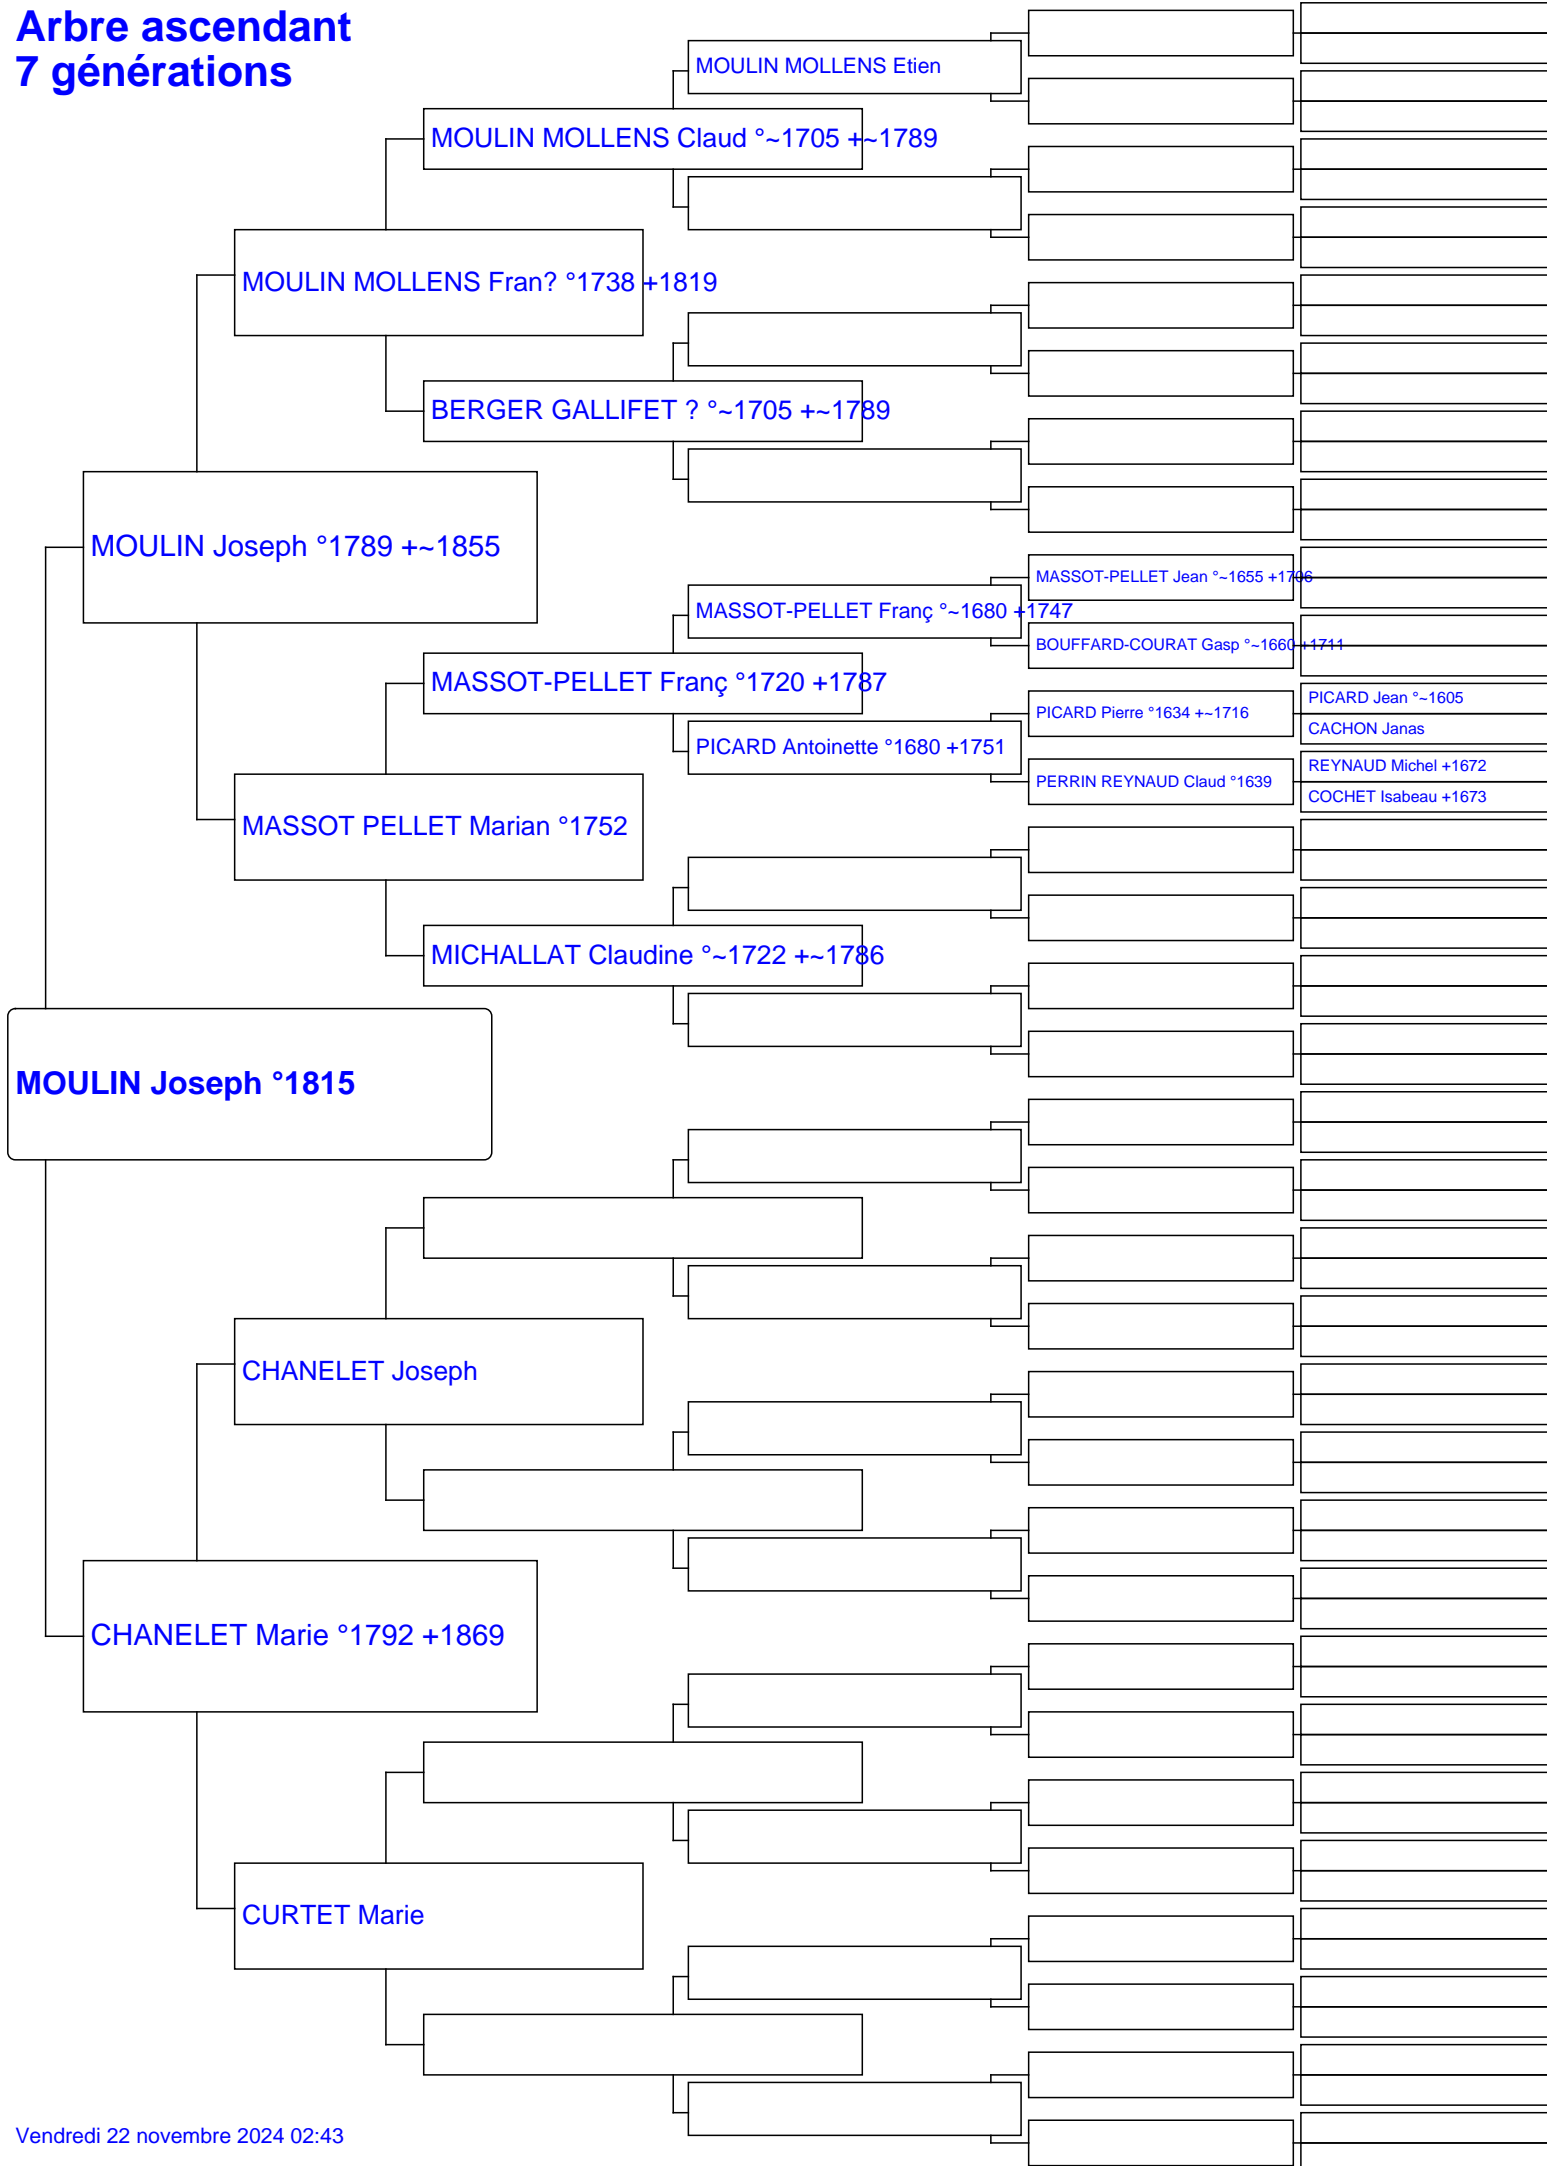 Arbre ascendant
7 générations
MOULIN MOLLENS Etien
MOULIN MOLLENS Claud °~1705 +~1789
MOULIN MOLLENS Fran? °1738 +1819
BERGER GALLIFET ? °~1705 +~1789
MOULIN Joseph °1789 +~1855
MASSOT-PELLET Jean °~1655 +1706
MASSOT-PELLET Franç °~1680 +1747
BOUFFARD-COURAT Gasp °~1660 +1711
MASSOT-PELLET Franç °1720 +1787
PICARD Jean °~1605
PICARD Pierre °1634 +~1716
CACHON Janas
PICARD Antoinette °1680 +1751
REYNAUD Michel +1672
PERRIN REYNAUD Claud °1639
COCHET Isabeau +1673
MASSOT PELLET Marian °1752
MICHALLAT Claudine °~1722 +~1786
MOULIN Joseph °1815
CHANELET Joseph
CHANELET Marie °1792 +1869
CURTET Marie
Vendredi 22 novembre 2024 02:43